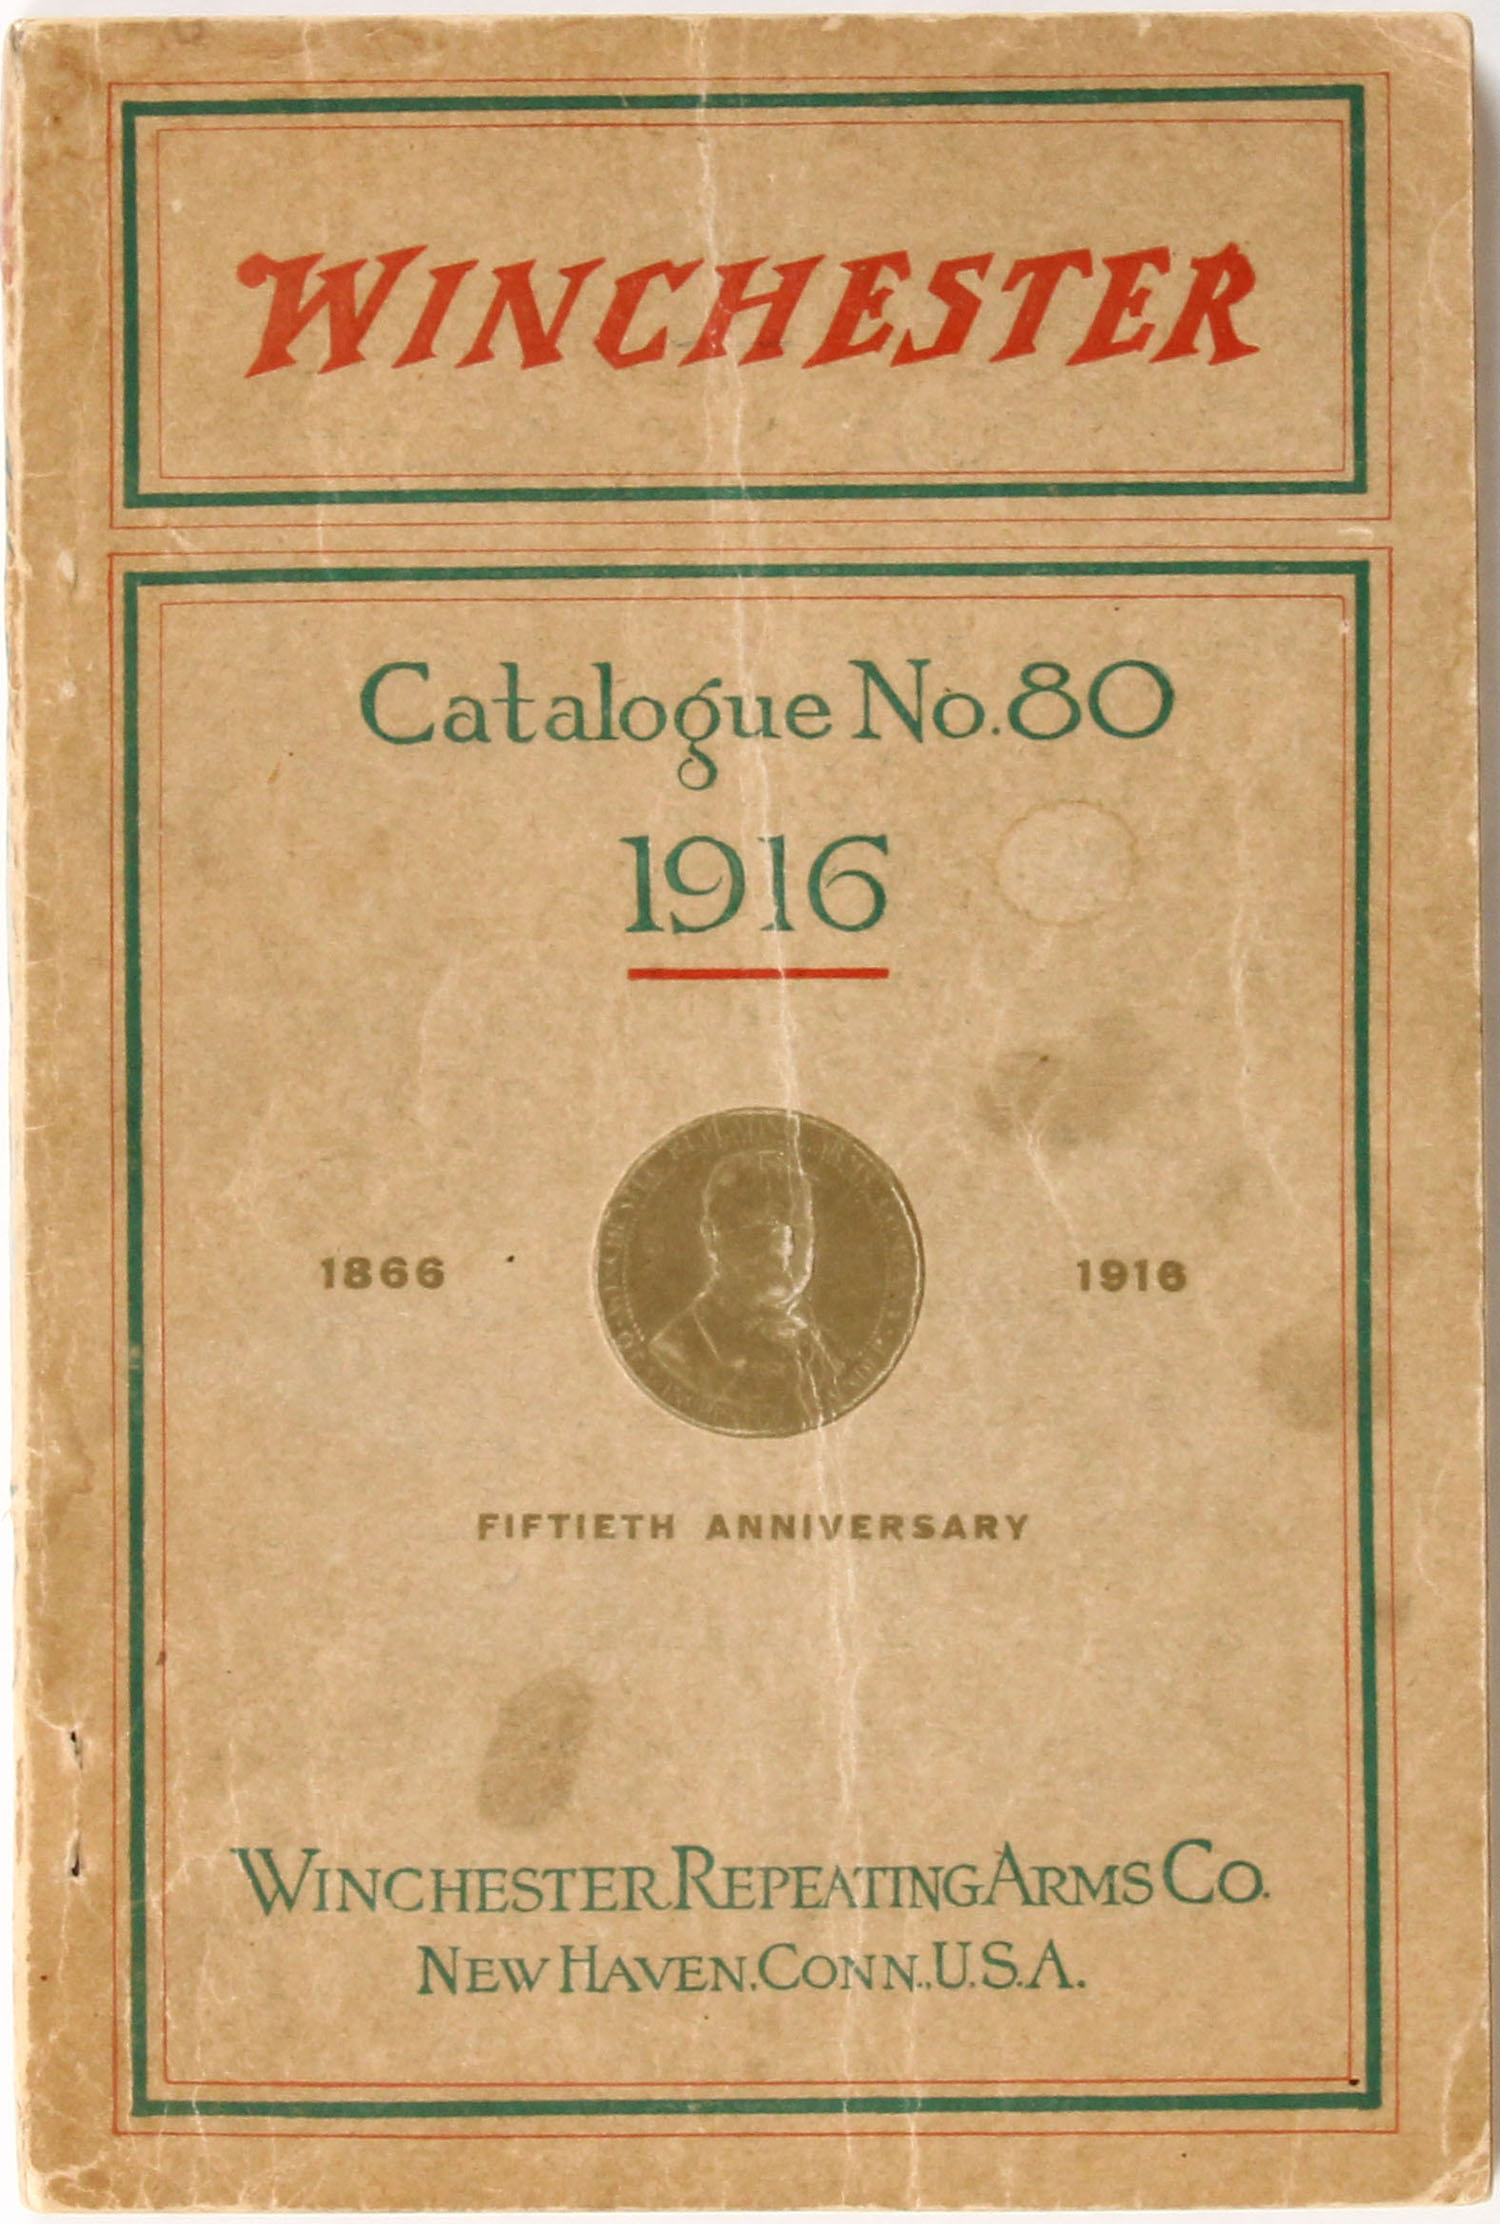 WINCHESTER
Catalogue No. 80
1916
1866
1916
FIFTIETH ANNIVERSARY
WINCHESTER REPEATING ARMS CO.
NEW HAVEN, CONN., U.S.A.